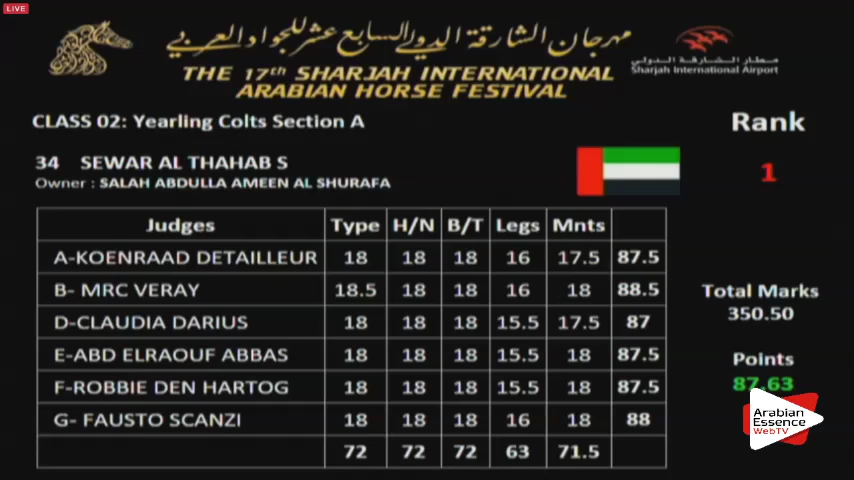 LIVE
مهرجان الشارقة الدولي السابع عشر للجواد العربي
THE 17th SHARJAH INTERNATIONAL
ARABIAN HORSE FESTIVAL
مطار الشارقة الدولي
Sharjah International Airport
CLASS 02: Yearling Colts Section A
Rank
34 SEWAR AL THAHAB S
1
Owner : SALAH ABDULLA AMEEN AL SHURAFA
Judges Type H/N B/T Legs Mnts
A-KOENRAAD DETAILLEUR 18 18 18 16 17.5 87.5
B- MRC VERAY 18.5 18 18 16 18 88.5
D-CLAUDIA DARIUS 18 18 18 15.5 17.5 87
E-ABD ELRAOUF ABBAS 18 18 18 15.5 18 87.5
F-ROBBIE DEN HARTOG 18 18 18 15.5 18 87.5
G- FAUSTO SCANZI 18 18 18 16 18 88
72 72 72 63 71.5
Total Marks
350.50
Points
87.63
Arabian
Essence
WebTV